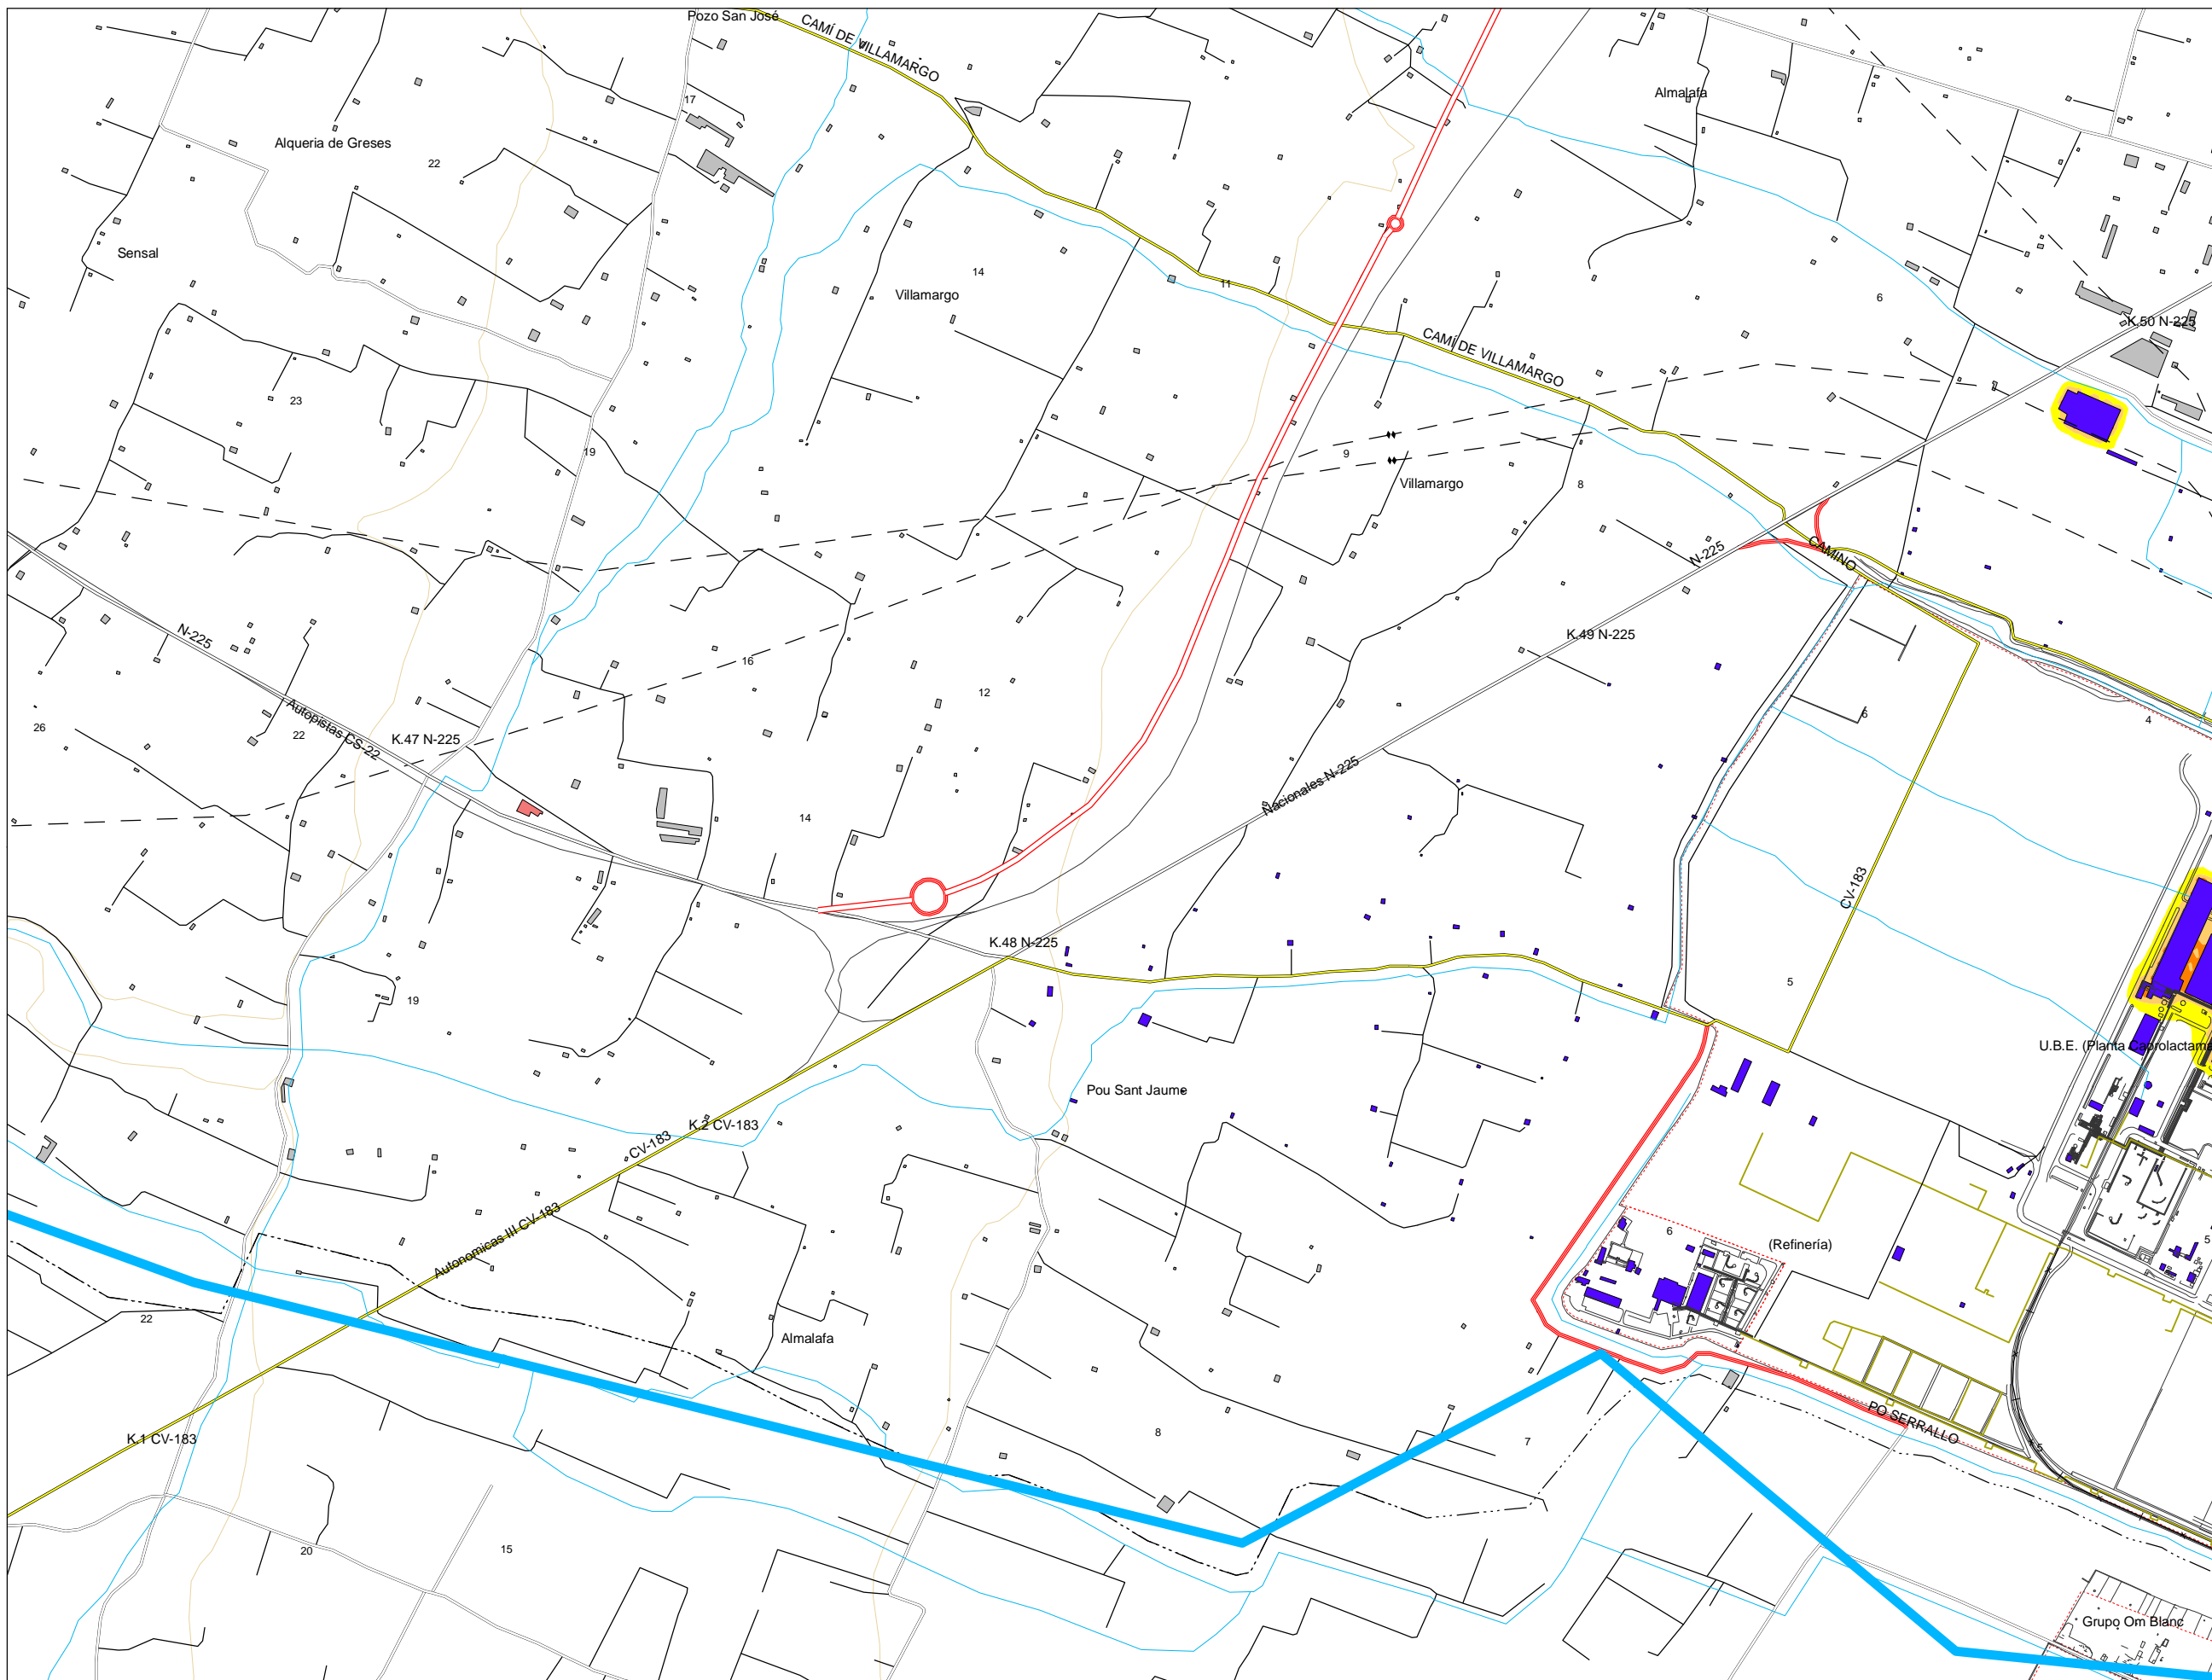 Pozo San José
CAMÍ DE VILLAMARGO
17
Almalafa
Alqueria de Greses
22
Sensal
14
11
Villamargo
6
K.50 N-225
CAMÍ DE VILLAMARGO
23
19
9
Villamargo
8
N-225
CAMINO
N-225
K.49 N-225
16
12
26
22
Autopistas CS-22
K.47 N-225
6
4
Nacionales N-225
14
CV-183
K.48 N-225
5
19
U.B.E. (Planta Caprolactama
Pou Sant Jaume
K.2 CV-183
CV-183
Autonomicas III CV-183
6
(Refinería)
5
22
Almalafa
K.1 CV-183
8
7
PO SERRALLO
5
20
15
Grupo Om Blanc